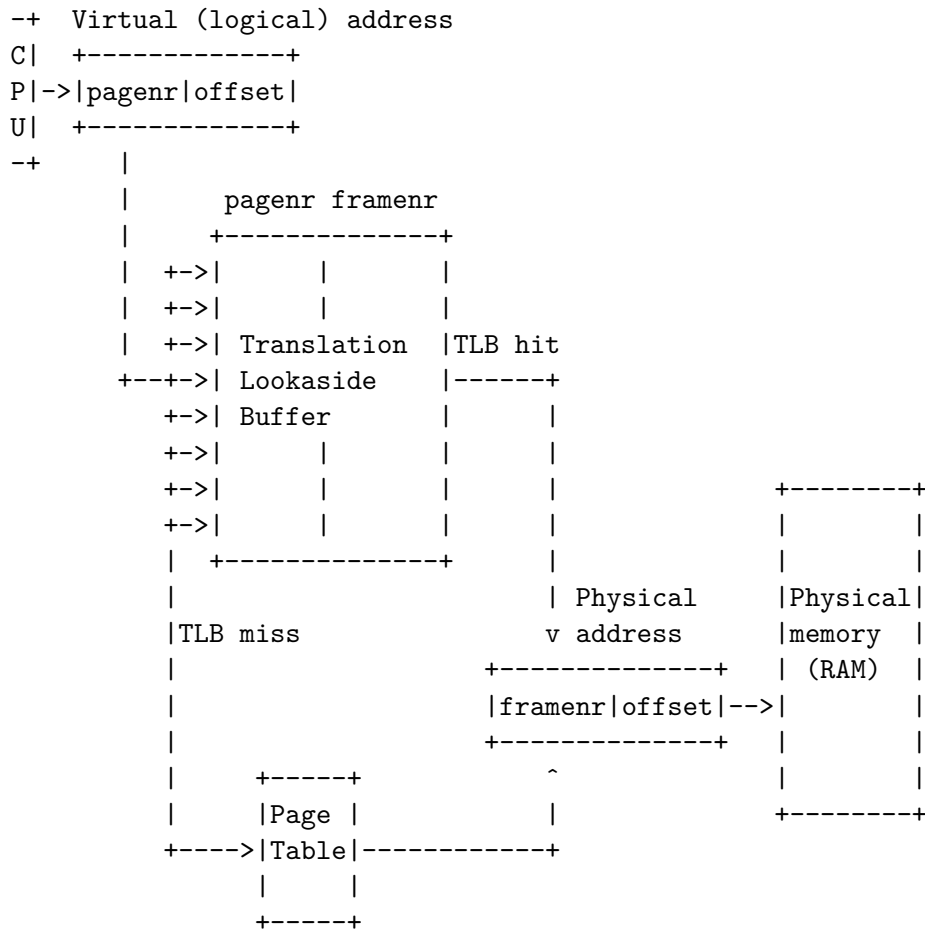 -+  Virtual (logical) address
C|  +-------------+
P|->|pagenr|offset|
U|  +-------------+
-+     |
       |    pagenr framenr
       |   +--------------+
       | +->|      |       |
       | +->|      |       |
       | +->| Translation  |TLB hit
       +--+->| Lookaside    |------+
         +->| Buffer       |      |
         +->|      |       |      |
         +->|      |       |      |              +--------+
         +->|      |       |      |              |        |
         |  +--------------+      |              |        |
         |                        | Physical     |Physical|
         |TLB miss                v address      |memory  |
         |                    +--------------+   | (RAM)  |
         |                    |framenr|offset|-->|        |
         |                    +--------------+   |        |
         |     +-----+            ^              |        |
         |     |Page |            |              +--------+
         +---->|Table|------------+
               |     |
               +-----+